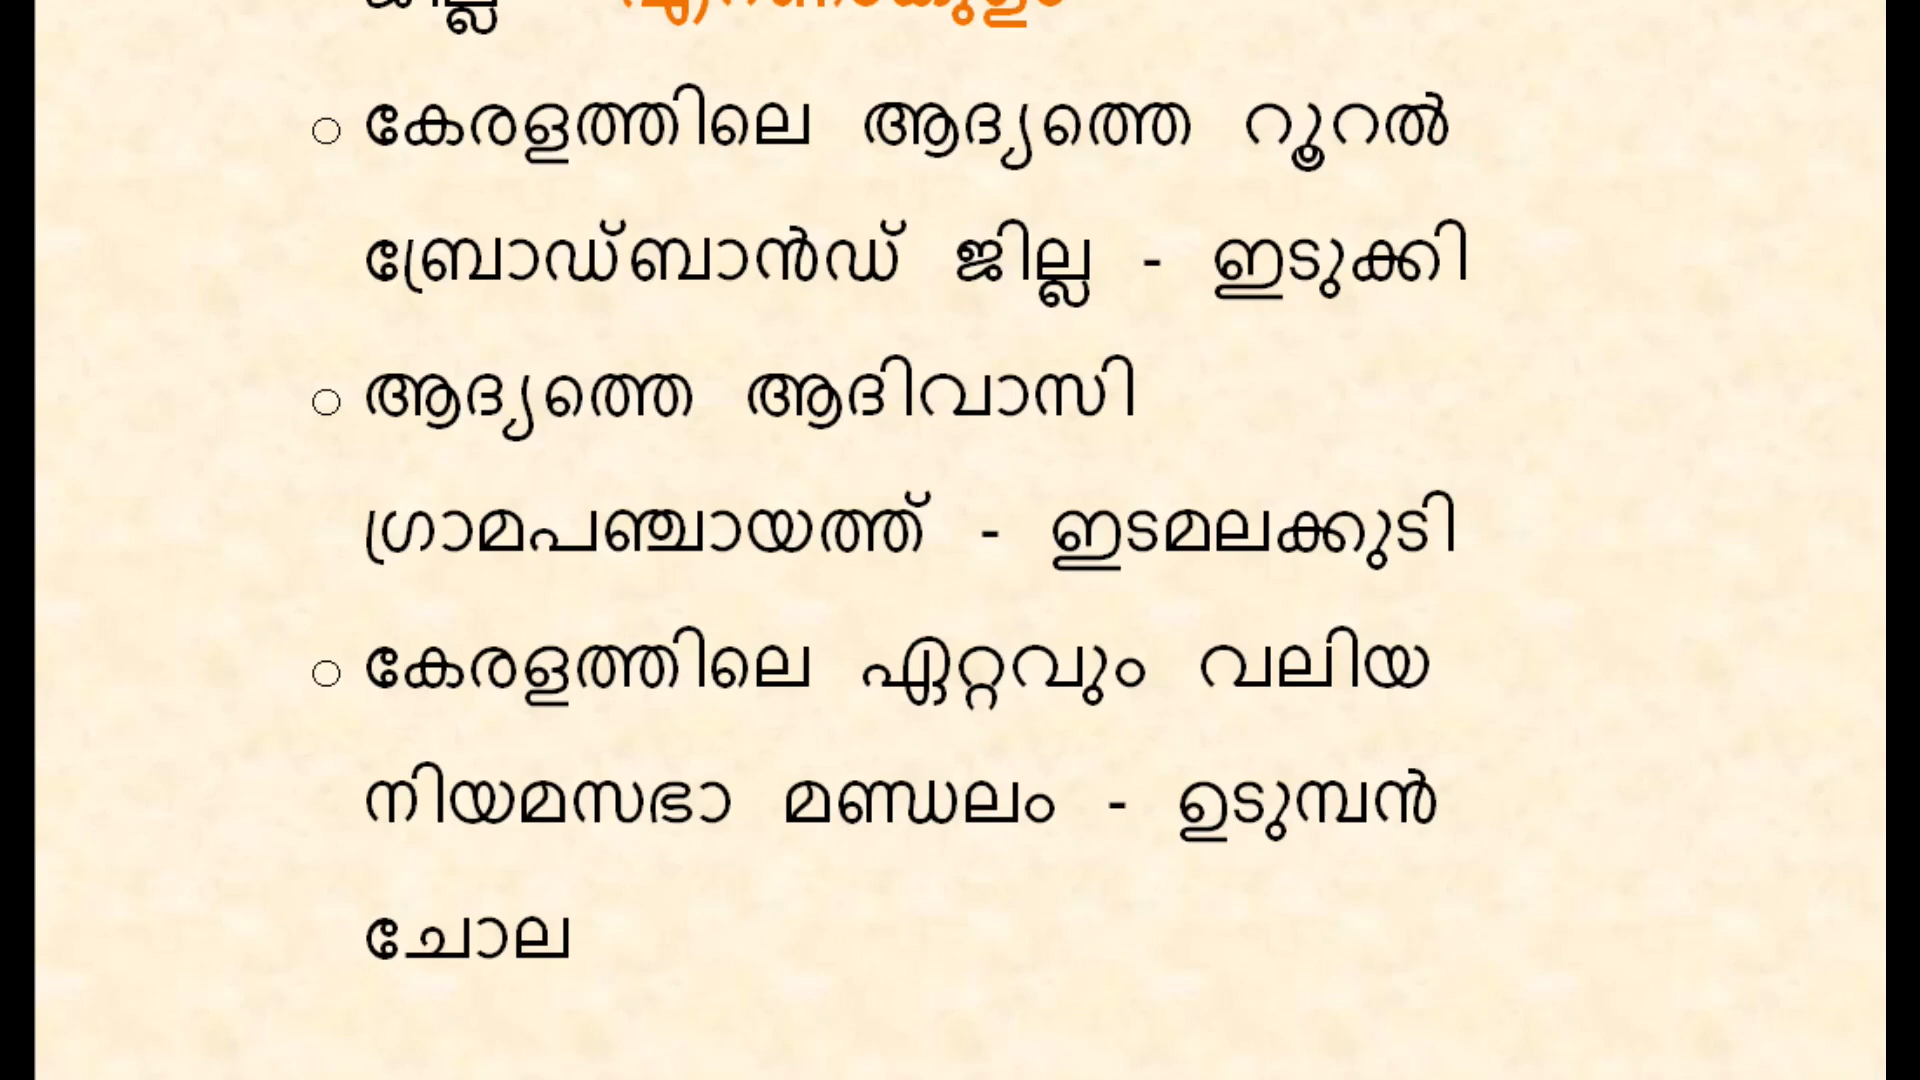 ജില്ല എറണാകുളം
○ കേരളത്തിലെ ആദ്യത്തെ റൂറൽ
ബ്രോഡ്ബാൻഡ് ജില്ല - ഇടുക്കി
○ ആദ്യത്തെ ആദിവാസി
ഗ്രാമപഞ്ചായത്ത് - ഇടമലക്കുടി
○ കേരളത്തിലെ ഏറ്റവും വലിയ
നിയമസഭാ മണ്ഡലം - ഉടുമ്പൻ
ചോല